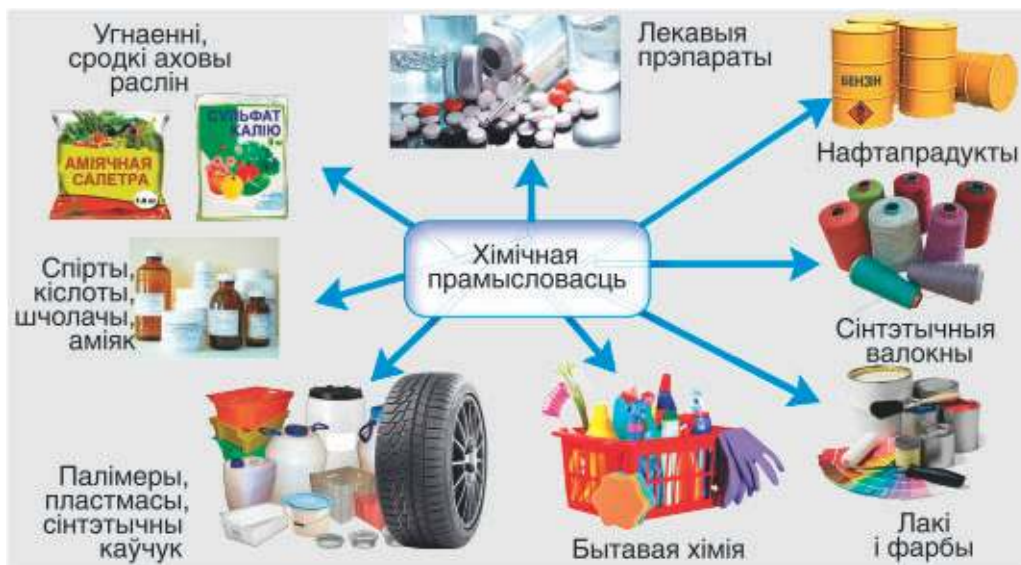 Угнаенні,
сродкі аховы
раслін
АМІЯЧНАЯ
САЛЕТРА
СУЛЬФАТ
КАЛІЮ
Лекавыя
прэпараты
БЕНЗІН
Нафтапрадукты
Хімічная
прамысловасць
Спірты,
кіслоты,
шчолачы,
аміяк
Сінтэтычныя
валокны
Палімеры,
пластмасы,
сінтэтычны
каўчук
Бытавая хімія
Лакі
і фарбы